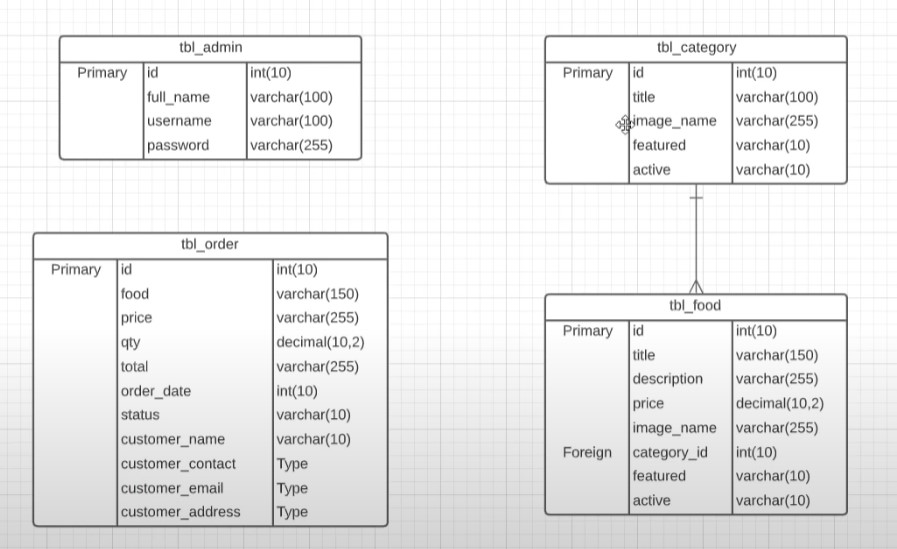 tbl_admin
Primary id int(10)
full_name varchar(100)
username varchar(100)
password varchar(255)
tbl_category
Primary id int(10)
title varchar(100)
image_name varchar(255)
featured varchar(10)
active varchar(10)
tbl_order
Primary id int(10)
food varchar(150)
price varchar(255)
qty decimal(10,2)
total varchar(255)
order_date int(10)
status varchar(10)
customer_name varchar(10)
customer_contact Type
customer_email Type
customer_address Type
tbl_food
Primary id int(10)
title varchar(150)
description varchar(255)
price decimal(10,2)
image_name varchar(255)
Foreign category_id int(10)
featured varchar(10)
active varchar(10)